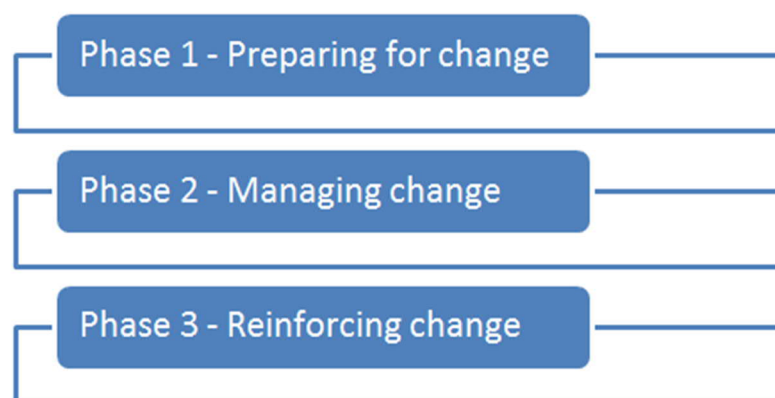 Phase 1 - Preparing for change
Phase 2 - Managing change
Phase 3 - Reinforcing change